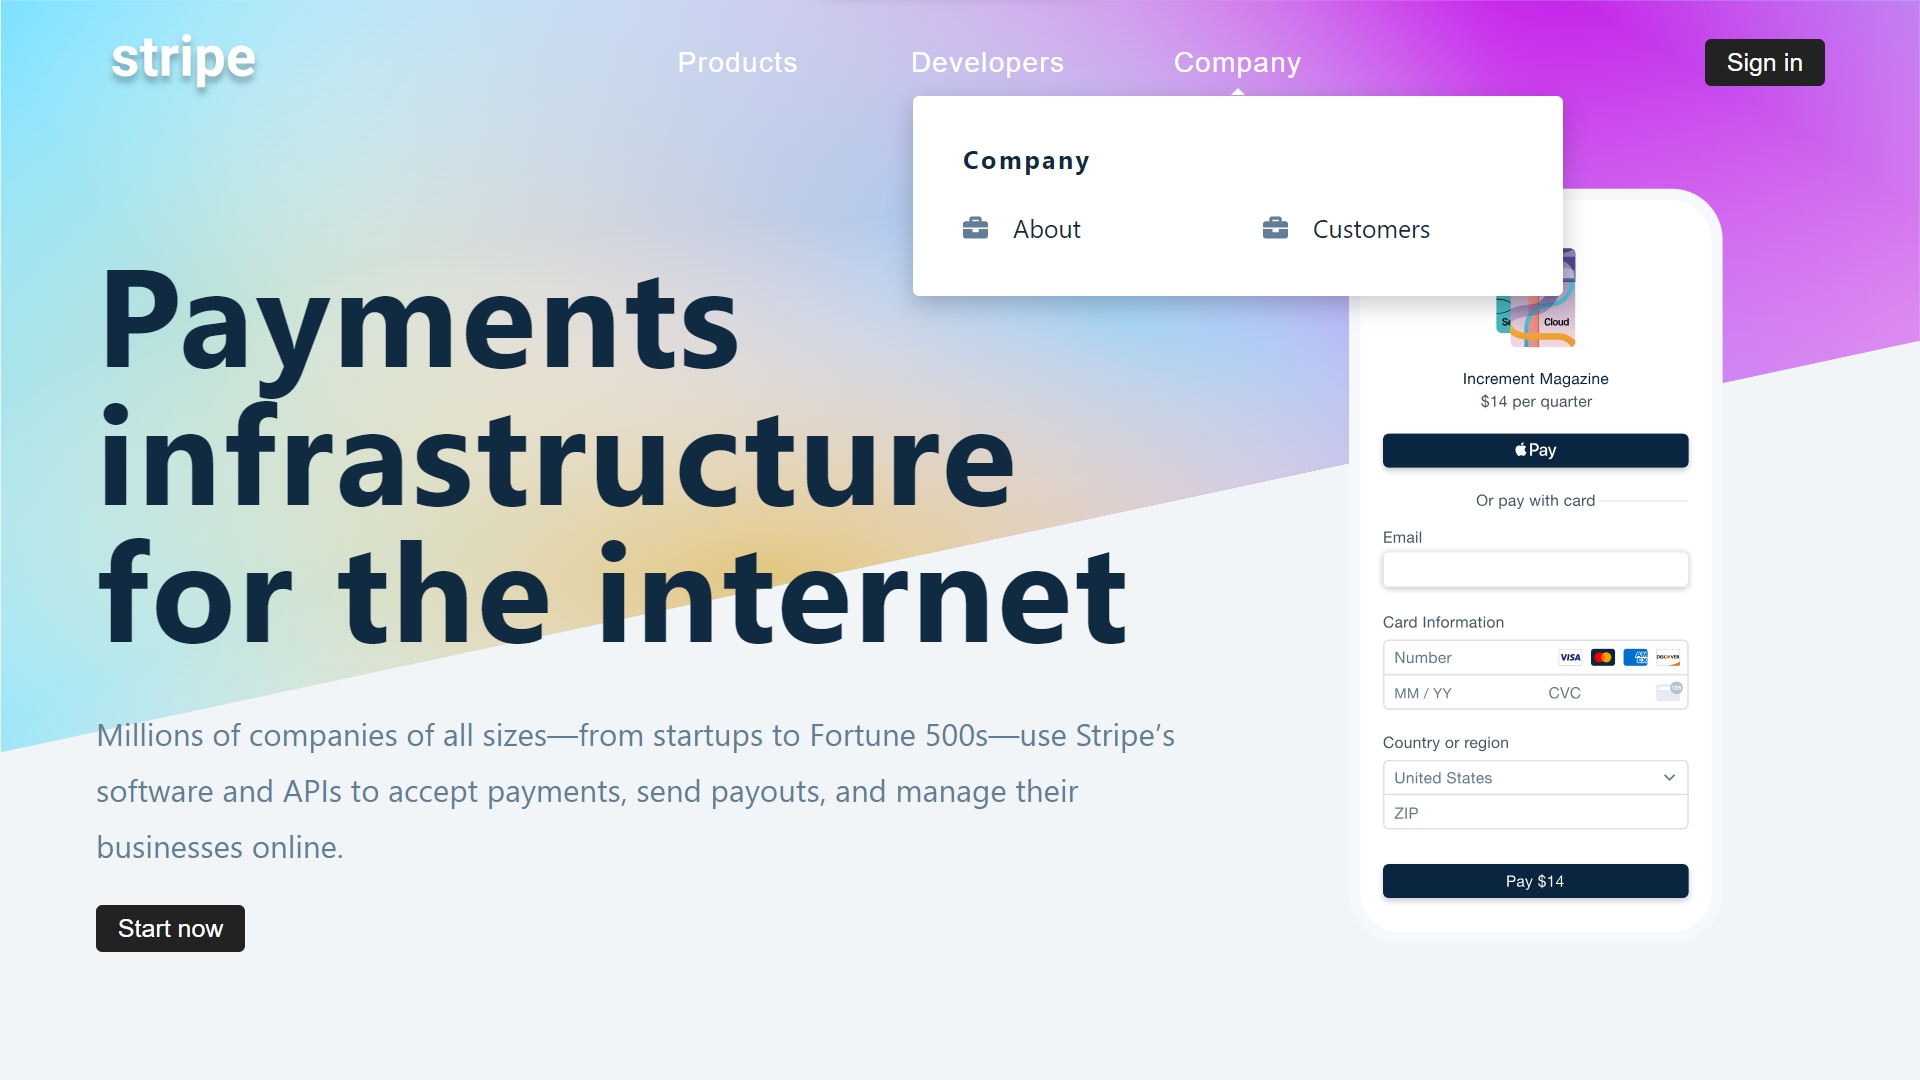 stripe
Products
Developers
Company
Sign in
Company
About
Customers
Payments
infrastructure
for the internet
Millions of companies of all sizes—from startups to Fortune 500s—use Stripe’s
software and APIs to accept payments, send payouts, and manage their
businesses online.
Start now
Cloud
Increment Magazine
$14 per quarter
Pay
Or pay with card
Email
Card Information
Number
VISA
AMEX
DISCOVER
MM / YY
CVC
135
Country or region
United States
ZIP
Pay $14